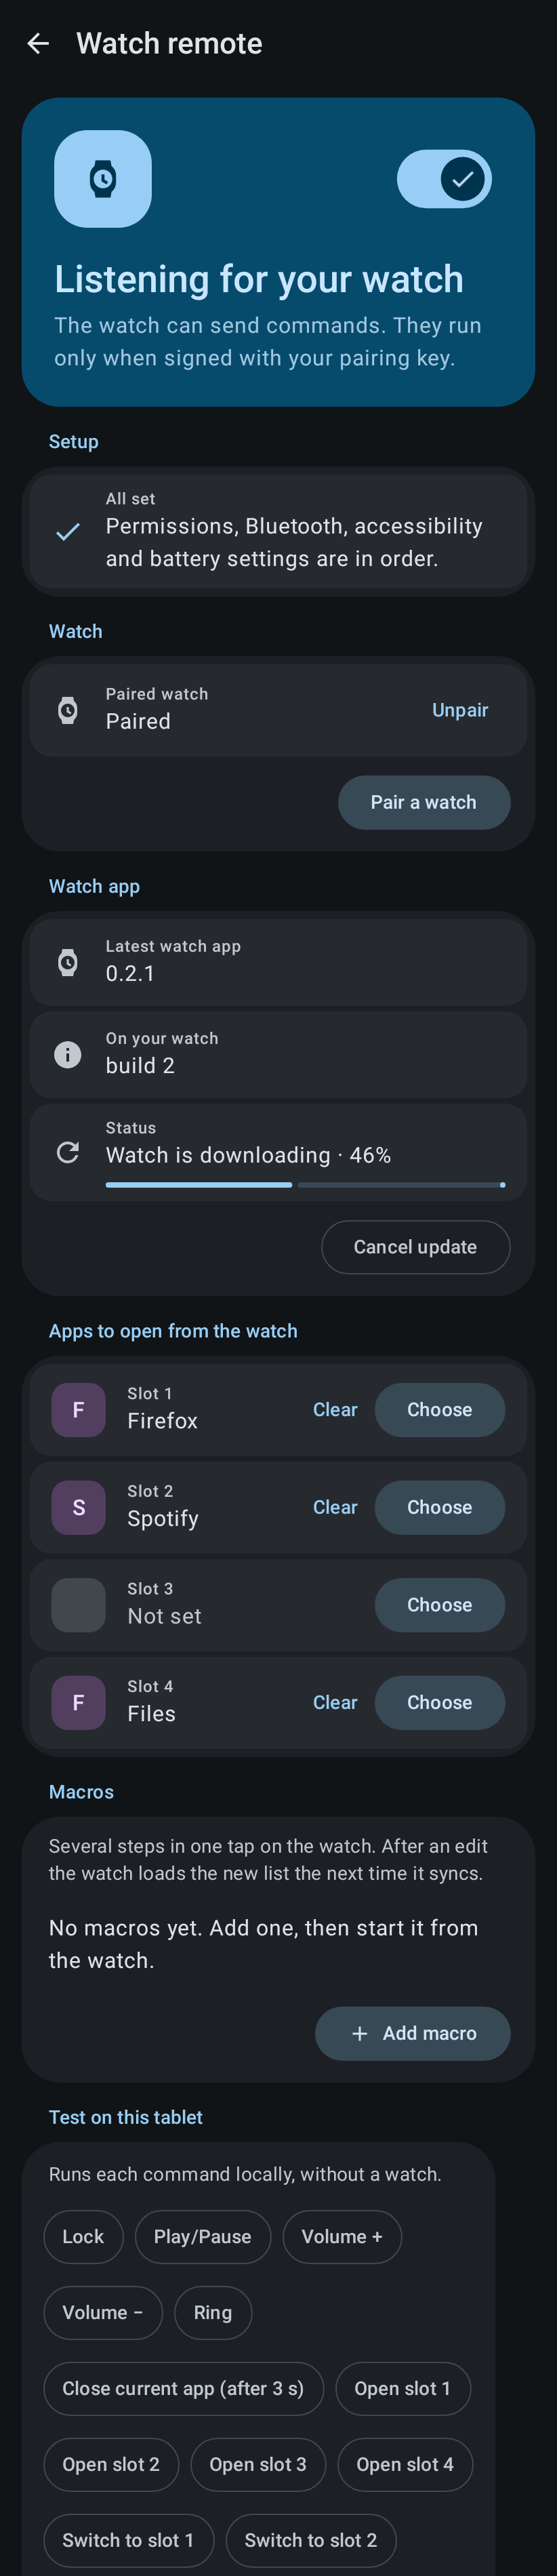 Watch remote
Listening for your watch
The watch can send commands. They run
only when signed with your pairing key.
Setup
All set
Permissions, Bluetooth, accessibility
and battery settings are in order.
Watch
Paired watch
Paired
Unpair
Pair a watch
Watch app
Latest watch app
0.2.1
On your watch
build 2
Status
Watch is downloading · 46%
Cancel update
Apps to open from the watch
F
Slot 1
Firefox
Clear
Choose
S
Slot 2
Spotify
Clear
Choose
Slot 3
Not set
Choose
F
Slot 4
Files
Clear
Choose
Macros
Several steps in one tap on the watch. After an edit
the watch loads the new list the next time it syncs.
No macros yet. Add one, then start it from
the watch.
+ Add macro
Test on this tablet
Runs each command locally, without a watch.
Lock
Play/Pause
Volume +
Volume −
Ring
Close current app (after 3 s)
Open slot 1
Open slot 2
Open slot 3
Open slot 4
Switch to slot 1
Switch to slot 2